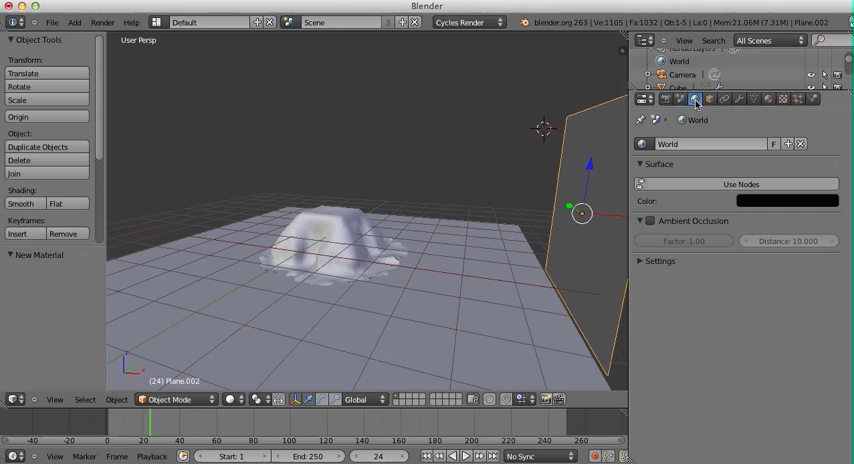 Blender
File Add Render Help Default Scene 3 Cycles Render blender.org 263 | Ve:1105 | Fa:1032 | Ob:1-5 | La:0 | Mem:21.06M (7.31M) | Plane.002
Object Tools
Transform:
Translate
Rotate
Scale
Origin
Object:
Duplicate Objects
Delete
Join
Shading:
Smooth Flat
Keyframes:
Insert Remove
New Material
User Persp
z
x
(24) Plane.002
View Search All Scenes
RenderLayers
World
Camera
Cube
World
World F
Surface
Use Nodes
Color:
Ambient Occlusion
Factor: 1.00 Distance: 10.000
Settings
View Select Object Object Mode Global
-40 -20 0 20 40 60 80 100 120 140 160 180 200 220 240 260
View Marker Frame Playback Start: 1 End: 250 24 No Sync